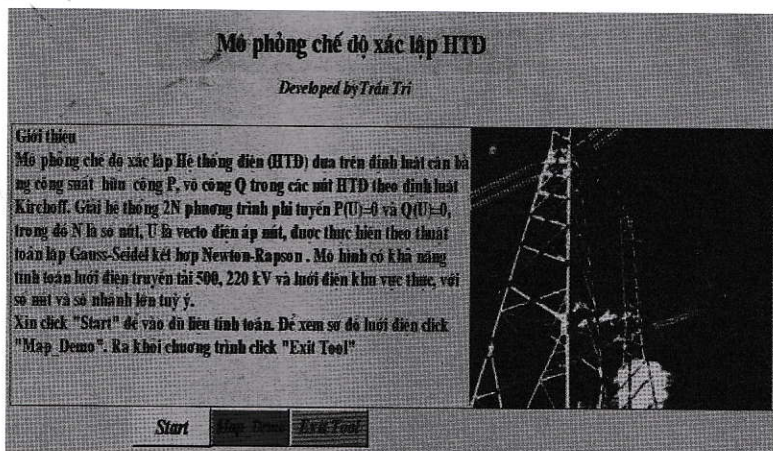 Mô phỏng chế độ xác lập HTĐ
Developed by Trần Trí
Giới thiệu
Mô phỏng chế độ xác lập Hệ thống điện (HTĐ) dựa trên định luật cân bằ
ng công suất hữu công P, vô công Q trong các nút HTĐ theo định luật
Kirchoff. Giải hệ thống 2N phương trình phi tuyến P(U)=0 và Q(U)=0,
trong đó N là số nút, U là vecto điện áp nút, được thực hiện theo thuật
toán lặp Gauss-Seidel kết hợp Newton-Rapson . Mô hình có khả năng
tính toán lưới điện truyền tải 500, 220 kV và lưới điện khu vực thực, với
số nút và số nhánh lớn tuỳ ý.
Xin click "Start" để vào dữ liệu tính toán. Để xem sơ đồ lưới điện click
"Map_Demo". Ra khỏi chương trình click "Exit Tool"
Start Map_Demo Exit Tool